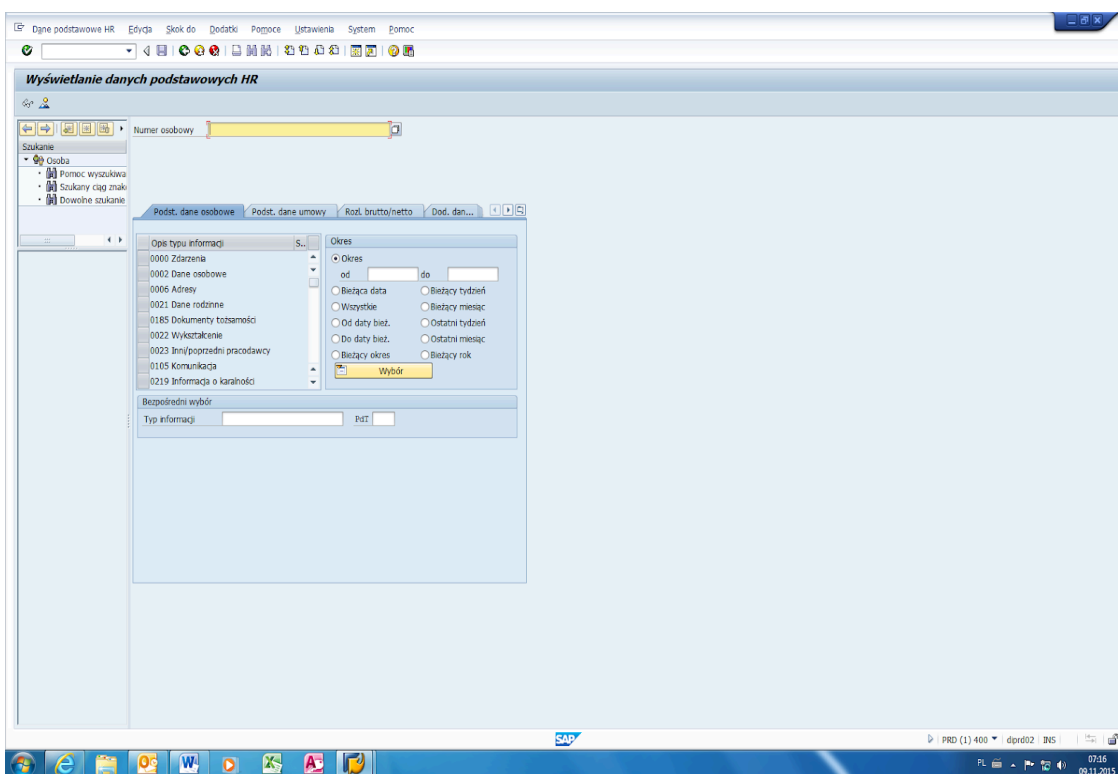 Dane podstawowe HR Edycja Skok do Dodatki Pomoce Ustawienia System Pomoc
Wyświetlanie danych podstawowych HR
Numer osobowy
Szukanie
Osoba
Pomoc wyszukiwa
Szukany ciąg znak
Dowolne szukanie
Podst. dane osobowe Podst. dane umowy Rozl. brutto/netto Dod. dan...
Opis typu informacji S..
0000 Zdarzenia
0002 Dane osobowe
0006 Adresy
0021 Dane rodzinne
0185 Dokumenty tożsamości
0022 Wykształcenie
0023 Inni/poprzedni pracodawcy
0105 Komunikacja
0219 Informacja o karalności
Okres
Okres
od do
Bieżąca data Bieżący tydzień
Wszystkie Bieżący miesiąc
Od daty bież. Ostatni tydzień
Do daty bież. Ostatni miesiąc
Bieżący okres Bieżący rok
Wybór
Bezpośredni wybór
Typ informacji PdT
SAP
PRD (1) 400 dprd02 INS
PL 07:16
09.11.2015